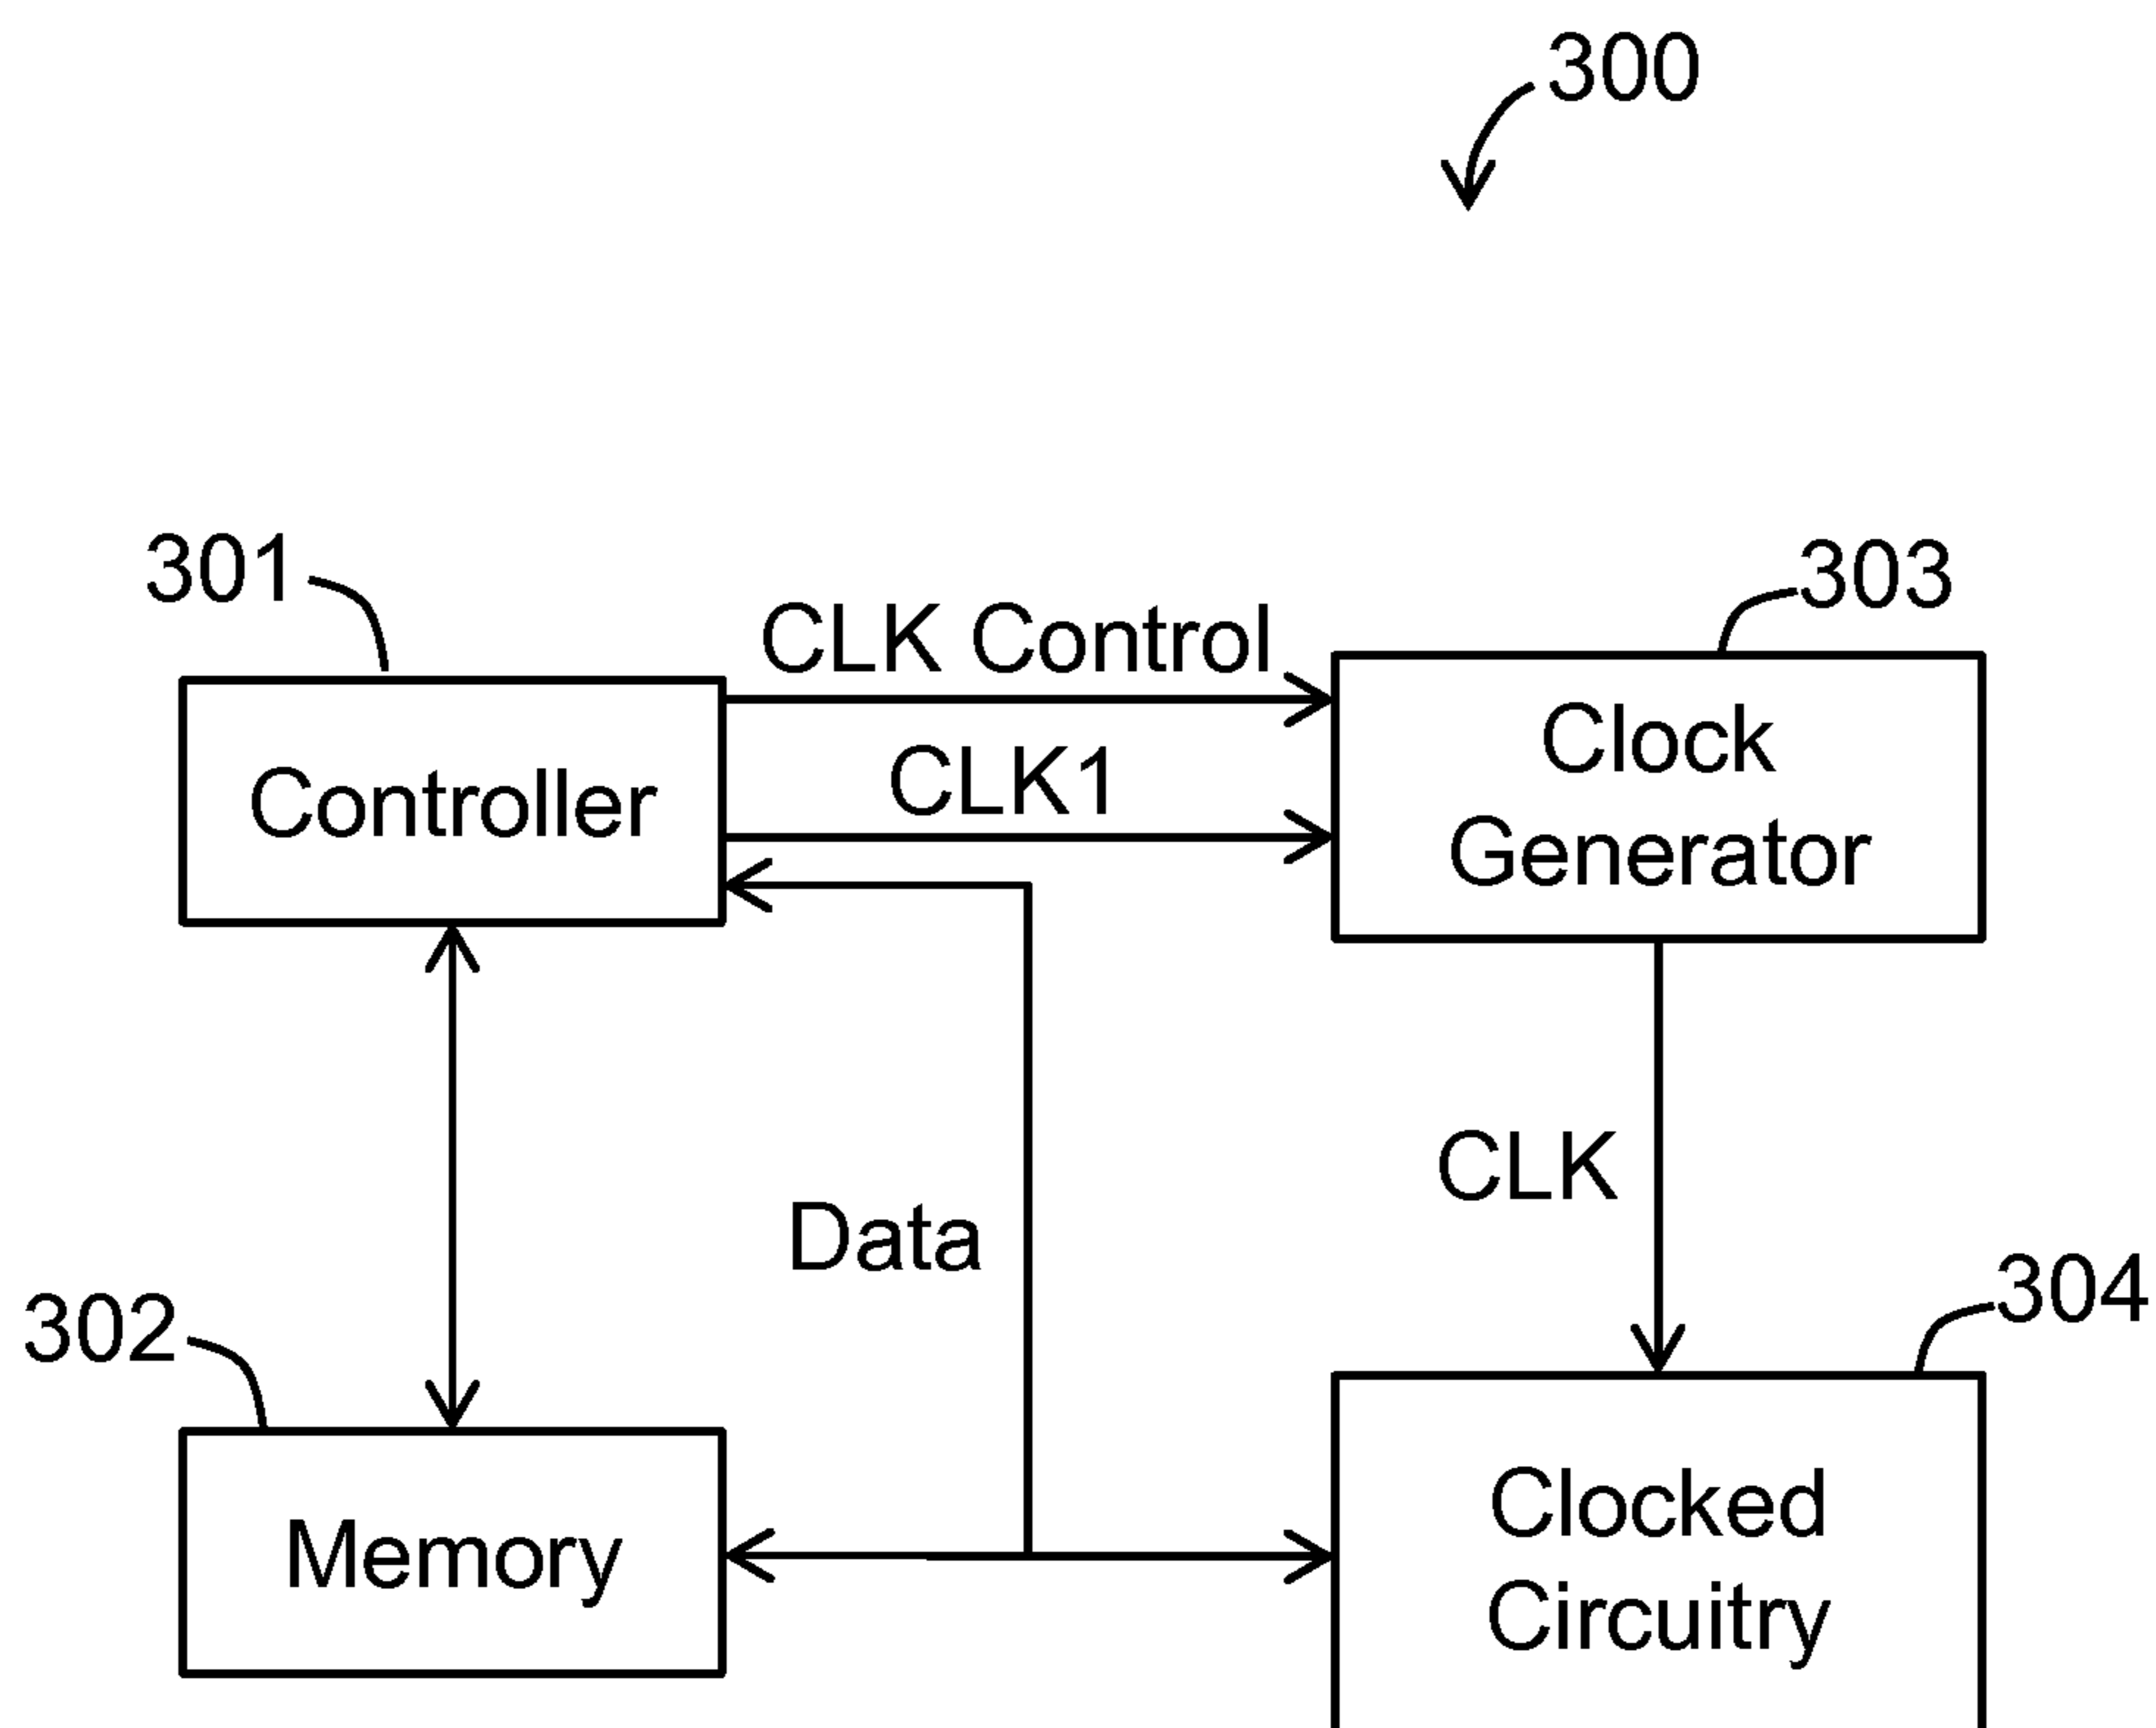 300
301
303
CLK Control
Clock
Generator
CLK1
Controller
CLK
Data
304
302
Clocked
Circuitry
Memory